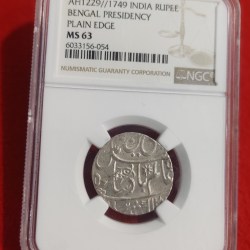 AH1229//1749 INDIA RUPEE
BENGAL PRESIDENCY
PLAIN EDGE
MS 63
6033156-054
NUMISMATIC GUARANTY CORPORATION
NGC